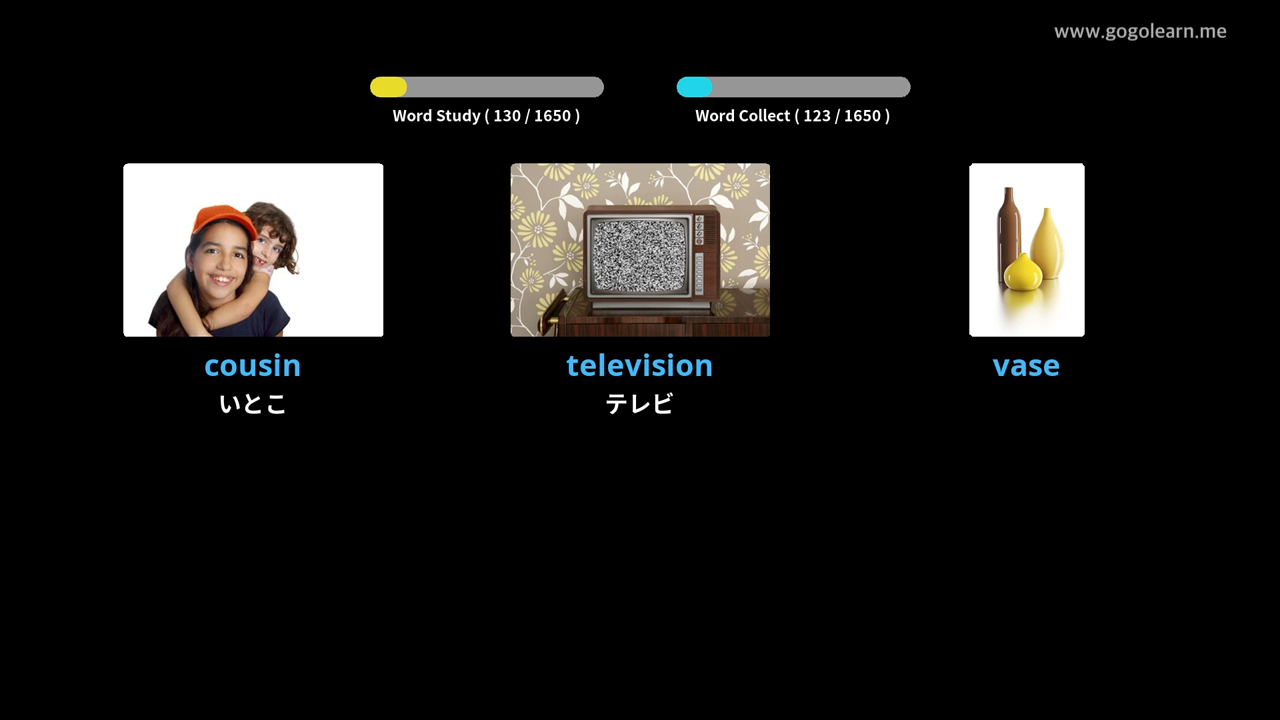 www.gogolearn.me
Word Study ( 130 / 1650 )
Word Collect ( 123 / 1650 )
cousin
いとこ
television
テレビ
vase